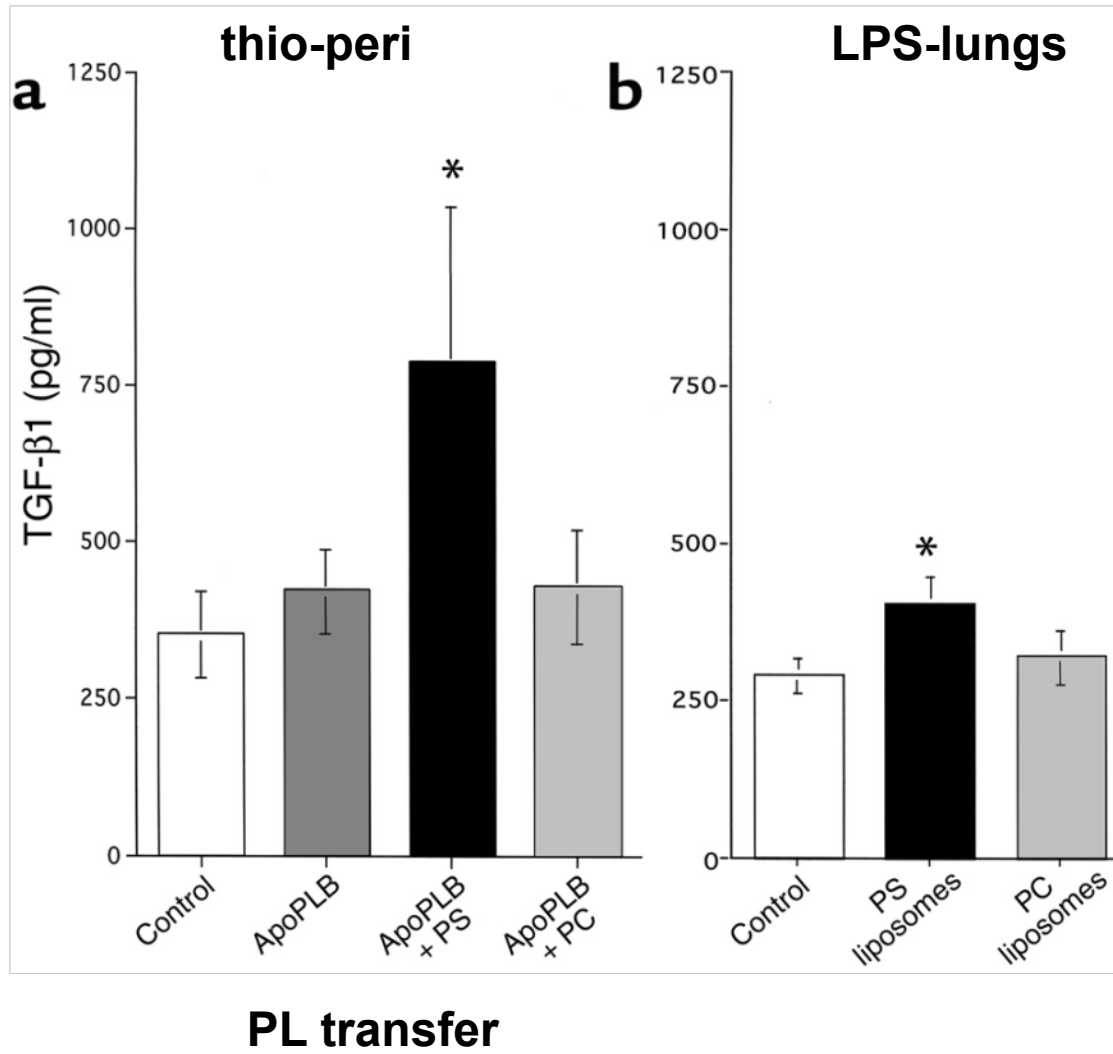 thio-peri
LPS-lungs
a
b
1250
1000
750
500
250
0
TGF-β1 (pg/ml)
*
Control
ApoPLB
ApoPLB
+ PS
ApoPLB
+ PC
1250
1000
750
500
250
0
*
Control
PS
liposomes
PC
liposomes
PL transfer